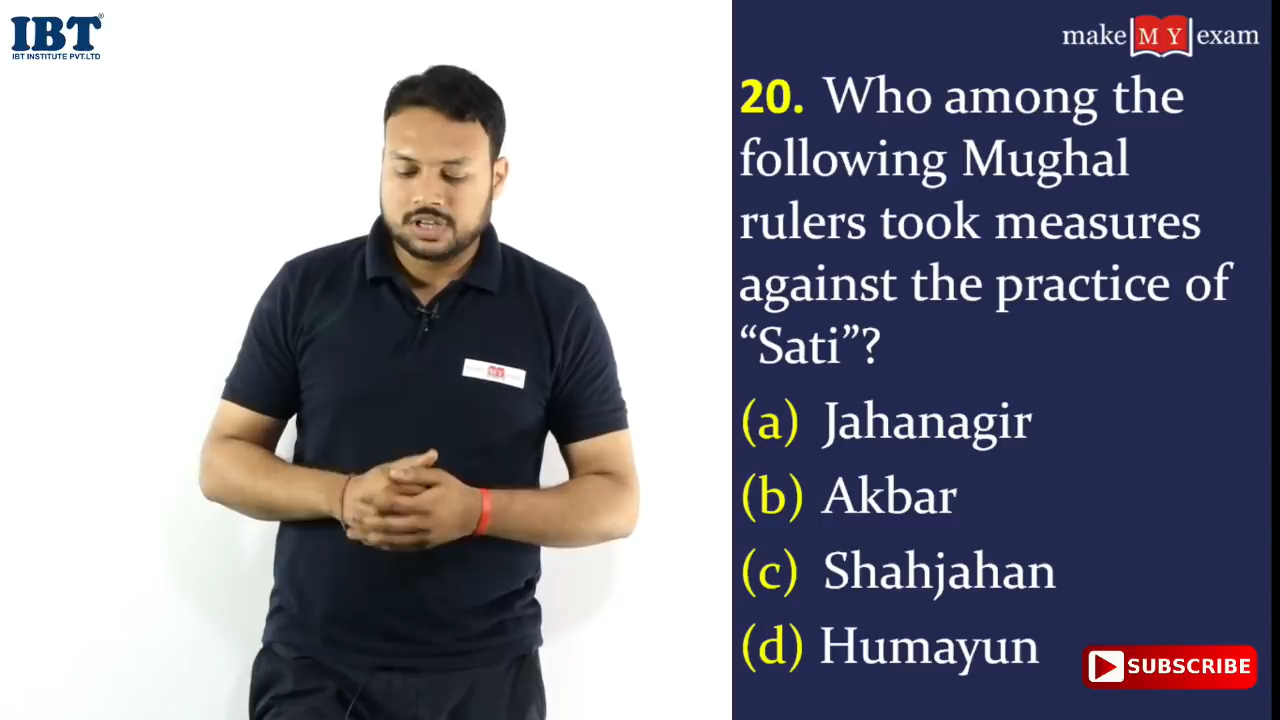 IBT
IBT INSTITUTE PVT.LTD
make MY exam
20. Who among the
following Mughal
rulers took measures
against the practice of
“Sati”?
(a) Jahanagir
(b) Akbar
(c) Shahjahan
(d) Humayun
SUBSCRIBE
MY